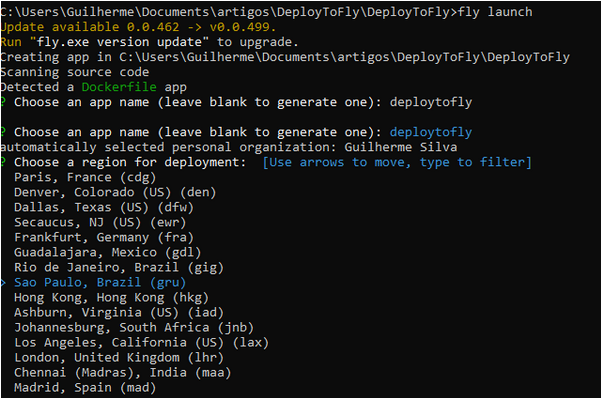 C:\Users\Guilherme\Documents\artigos\DeployToFly\DeployToFly>fly launch
Update available 0.0.462 -> v0.0.499.
Run "fly.exe version update" to upgrade.
Creating app in C:\Users\Guilherme\Documents\artigos\DeployToFly\DeployToFly
Scanning source code
Detected a Dockerfile app
? Choose an app name (leave blank to generate one): deploytofly
? Choose an app name (leave blank to generate one): deploytofly
automatically selected personal organization: Guilherme Silva
? Choose a region for deployment: [Use arrows to move, type to filter]
Paris, France (cdg)
Denver, Colorado (US) (den)
Dallas, Texas (US) (dfw)
Secaucus, NJ (US) (ewr)
Frankfurt, Germany (fra)
Guadalajara, Mexico (gdl)
Rio de Janeiro, Brazil (gig)
> Sao Paulo, Brazil (gru)
Hong Kong, Hong Kong (hkg)
Ashburn, Virginia (US) (iad)
Johannesburg, South Africa (jnb)
Los Angeles, California (US) (lax)
London, United Kingdom (lhr)
Chennai (Madras), India (maa)
Madrid, Spain (mad)